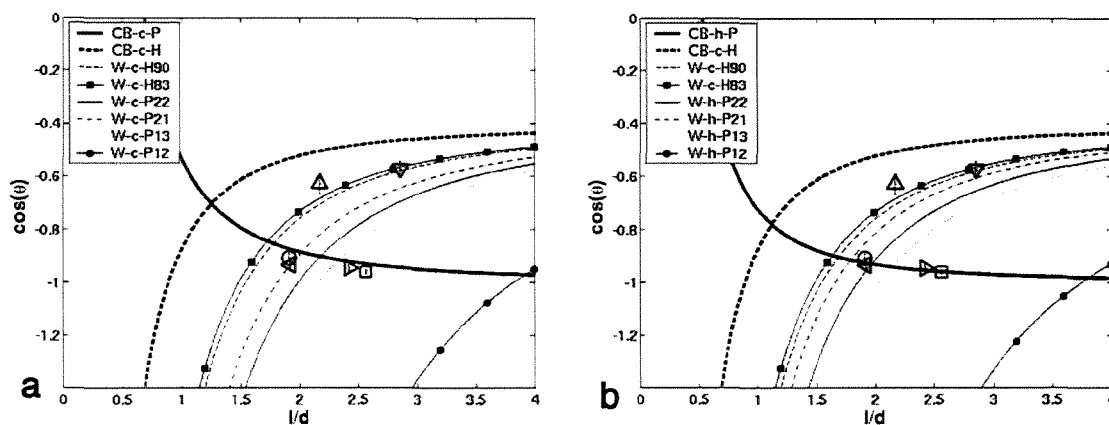 0
-0.2
-0.4
-0.6
-0.8
-1
-1.2
cos(θ)
CB-c-P
CB-c-H
W-c-H90
W-c-H83
W-c-P22
W-c-P21
W-c-P13
W-c-P12
0 0.5 1 1.5 2 2.5 3 3.5 4
l/d
a
0
-0.2
-0.4
-0.6
-0.8
-1
-1.2
cos(θ)
CB-h-P
CB-c-H
W-c-H90
W-c-H83
W-h-P22
W-h-P21
W-h-P13
W-h-P12
0 0.5 1 1.5 2 2.5 3 3.5 4
l/d
b